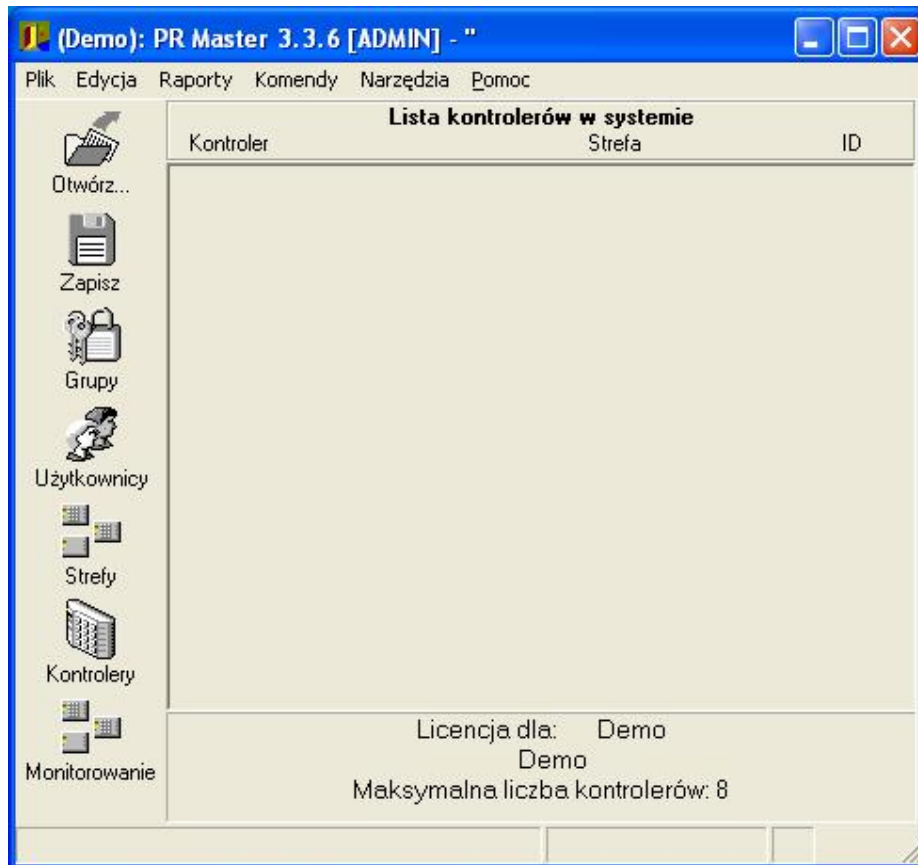 (Demo): PR Master 3.3.6 [ADMIN] - "
Plik Edycja Raporty Komendy Narzędzia Pomoc
Lista kontrolerów w systemie
Kontroler Strefa ID
Otwórz...
Zapisz
Grupy
Użytkownicy
Strefy
Kontrolery
Monitorowanie
Licencja dla: Demo
Demo
Maksymalna liczba kontrolerów: 8